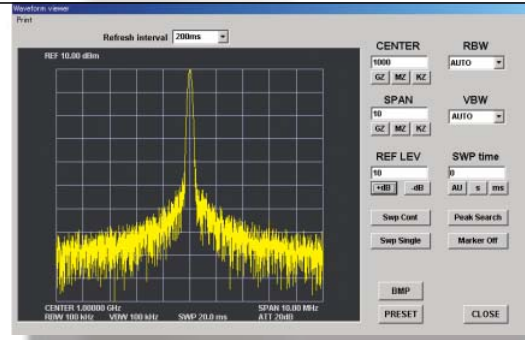 Waveform viewer
Print
Refresh interval 200ms
REF 10.00 dBm
CENTER 1.00000 GHz SPAN 10.00 MHz
RBW 100 kHz VBW 100 kHz SWP 20.0 ms ATT 20dB
CENTER
1000
GZ MZ KZ
RBW
AUTO
SPAN
10
GZ MZ KZ
VBW
AUTO
REF LEV
10
+dB -dB
SWP time
0
AU s ms
Swp Cont Peak Search
Swp Single Marker Off
BMP
PRESET CLOSE